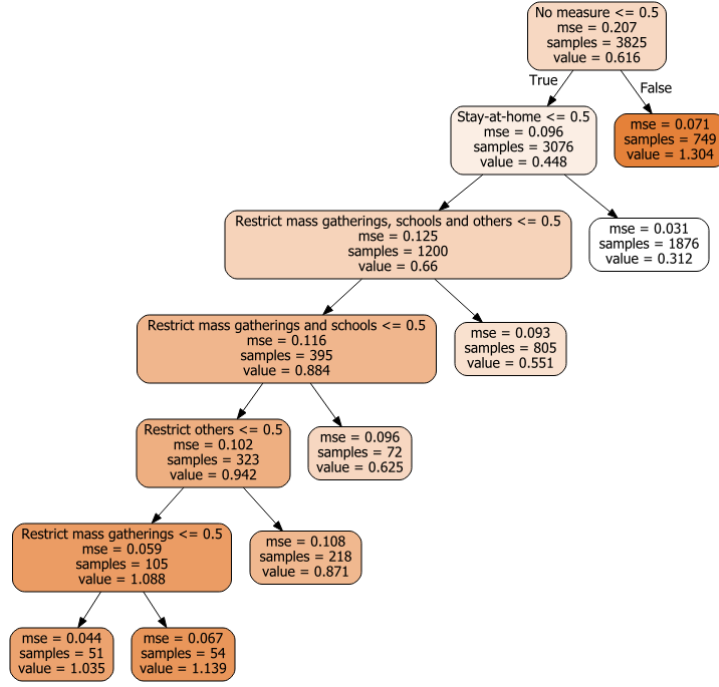 No measure <= 0.5
mse = 0.207
samples = 3825
value = 0.616
True
False
Stay-at-home <= 0.5
mse = 0.096
samples = 3076
value = 0.448
mse = 0.071
samples = 749
value = 1.304
Restrict mass gatherings, schools and others <= 0.5
mse = 0.125
samples = 1200
value = 0.66
mse = 0.031
samples = 1876
value = 0.312
Restrict mass gatherings and schools <= 0.5
mse = 0.116
samples = 395
value = 0.884
mse = 0.093
samples = 805
value = 0.551
Restrict others <= 0.5
mse = 0.102
samples = 323
value = 0.942
mse = 0.096
samples = 72
value = 0.625
Restrict mass gatherings <= 0.5
mse = 0.059
samples = 105
value = 1.088
mse = 0.108
samples = 218
value = 0.871
mse = 0.044
samples = 51
value = 1.035
mse = 0.067
samples = 54
value = 1.139